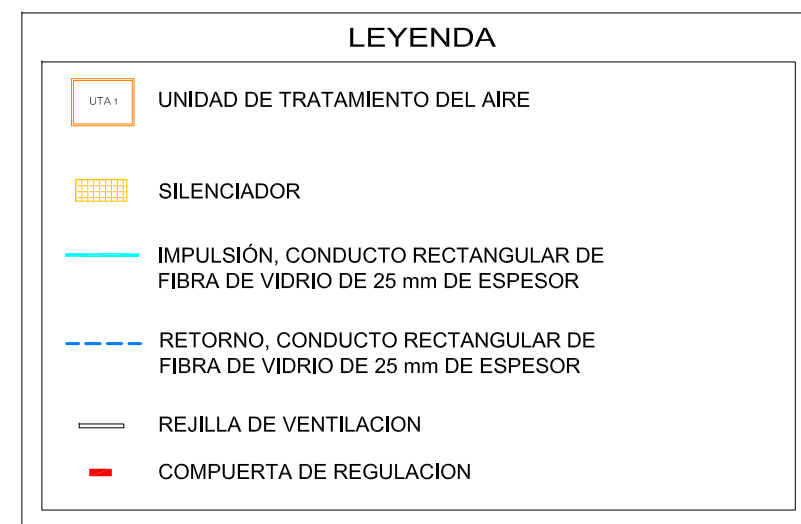 LEYENDA
UTA 1
UNIDAD DE TRATAMIENTO DEL AIRE
SILENCIADOR
IMPULSIÓN, CONDUCTO RECTANGULAR DE
FIBRA DE VIDRIO DE 25 mm DE ESPESOR
RETORNO, CONDUCTO RECTANGULAR DE
FIBRA DE VIDRIO DE 25 mm DE ESPESOR
REJILLA DE VENTILACION
COMPUERTA DE REGULACION